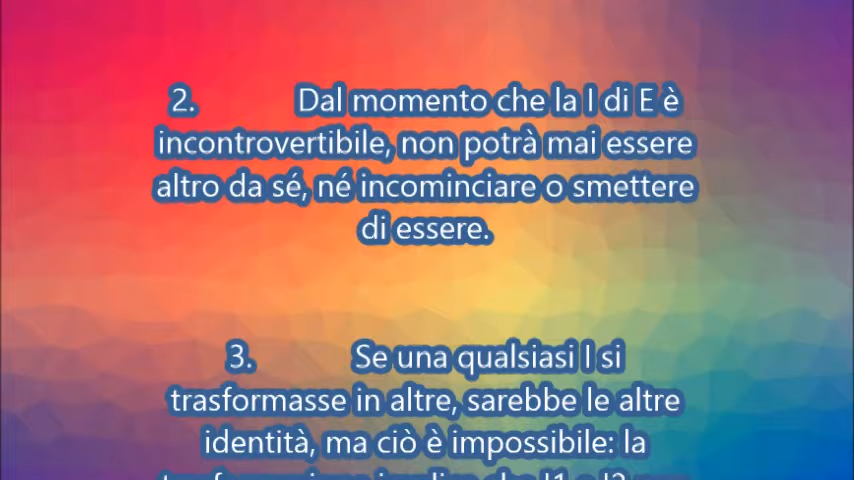 2. Dal momento che la I di E è
incontrovertibile, non potrà mai essere
altro da sé, né incominciare o smettere
di essere.
3. Se una qualsiasi I si
trasformasse in altre, sarebbe le altre
identità, ma ciò è impossibile: la